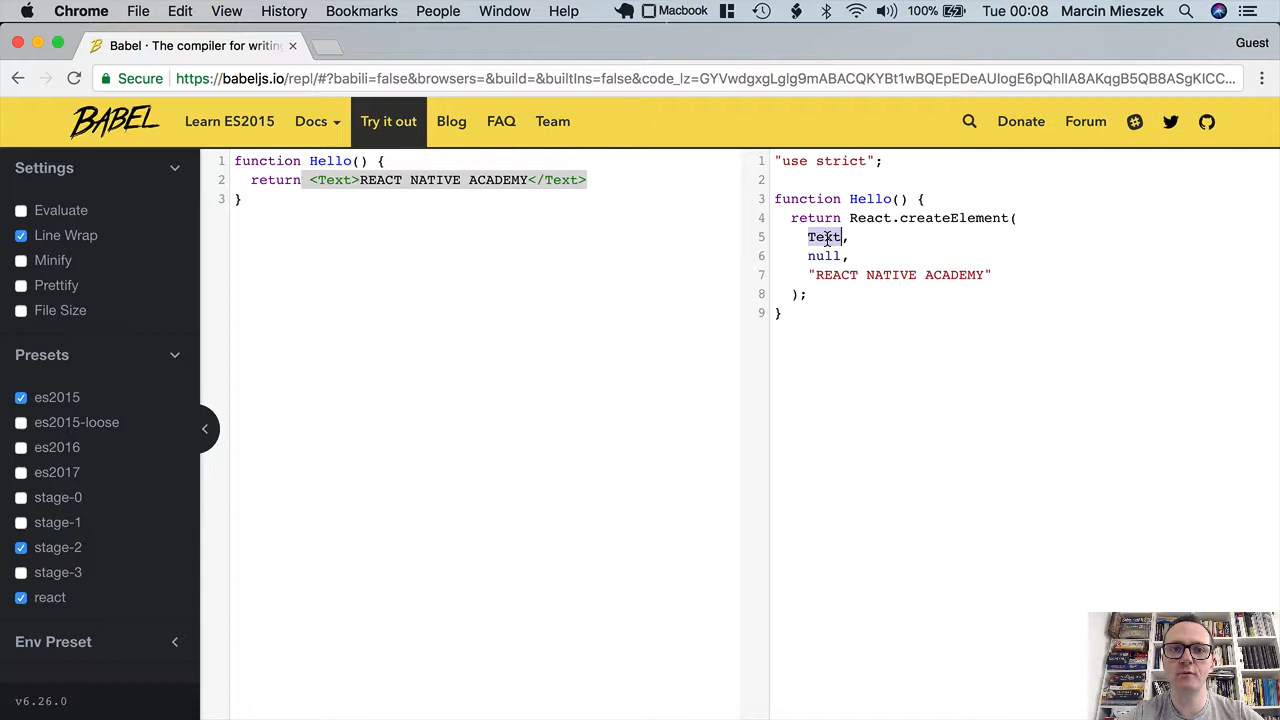 Chrome File Edit View History Bookmarks People Window Help Macbook 100% Tue 00:08 Marcin Mieszek
Babel · The compiler for writing × Guest
Secure https://babeljs.io/repl/#?babili=false&browsers=&build=&builtIns=false&code_lz=
BABEL Learn ES2015 Docs Try it out Blog FAQ Team Donate Forum
Settings
Evaluate
Line Wrap
Minify
Prettify
File Size
Presets
es2015
es2015-loose
es2016
es2017
stage-0
stage-1
stage-2
stage-3
react
Env Preset
v6.26.0
1 function Hello() {
2 return <Text>REACT NATIVE ACADEMY</Text>
3 }
1 "use strict";
2
3 function Hello() {
4 return React.createElement(
5 Text,
6 null,
7 "REACT NATIVE ACADEMY"
8 );
9 }